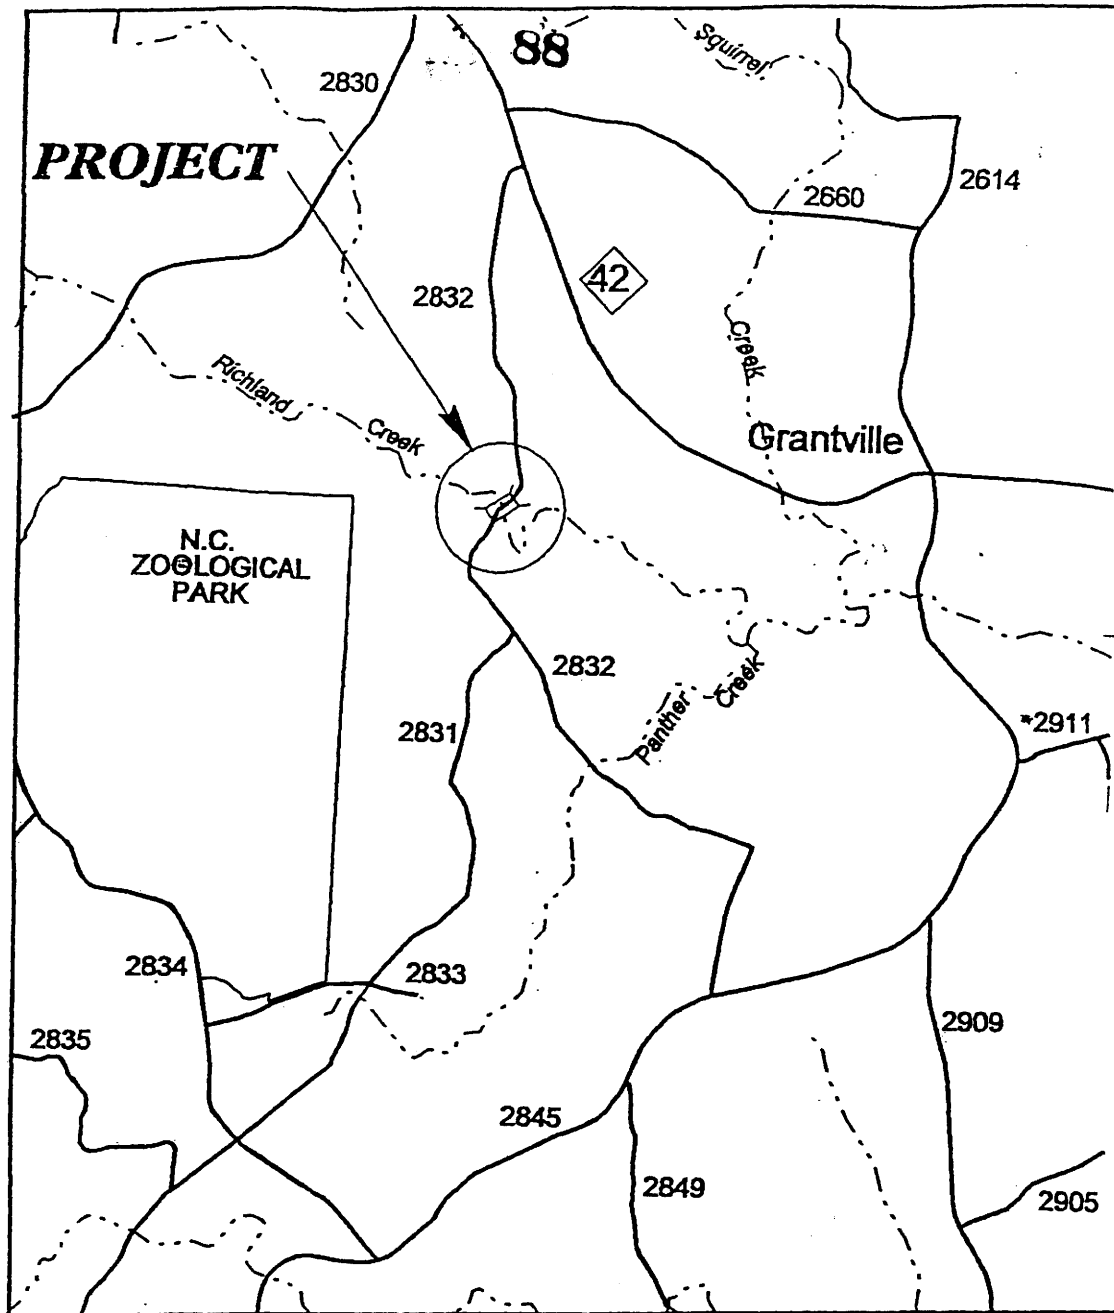 88
Squirrel
2830
PROJECT
2614
2660
42
2832
Creek
Richland
Creek
Grantville
N.C.
ZOOLOGICAL
PARK
2832
Creek
Panther
*2911
2831
2834
2833
2835
2909
2845
2849
2905